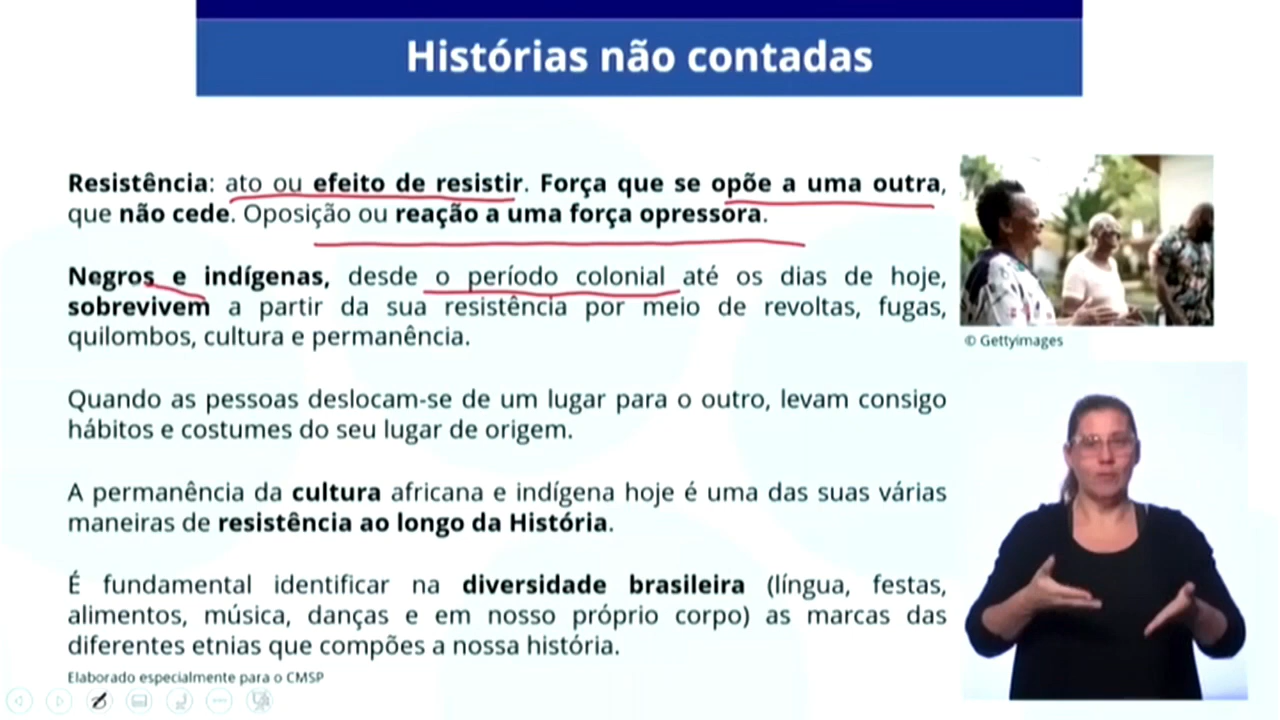 Histórias não contadas
Resistência: ato ou efeito de resistir. Força que se opõe a uma outra,
que não cede. Oposição ou reação a uma força opressora.
Negros e indígenas, desde o período colonial até os dias de hoje,
sobrevivem a partir da sua resistência por meio de revoltas, fugas,
quilombos, cultura e permanência.
Quando as pessoas deslocam-se de um lugar para o outro, levam consigo
hábitos e costumes do seu lugar de origem.
A permanência da cultura africana e indígena hoje é uma das suas várias
maneiras de resistência ao longo da História.
É fundamental identificar na diversidade brasileira (língua, festas,
alimentos, música, danças e em nosso próprio corpo) as marcas das
diferentes etnias que compões a nossa história.
Elaborado especialmente para o CMSP
© Gettyimages